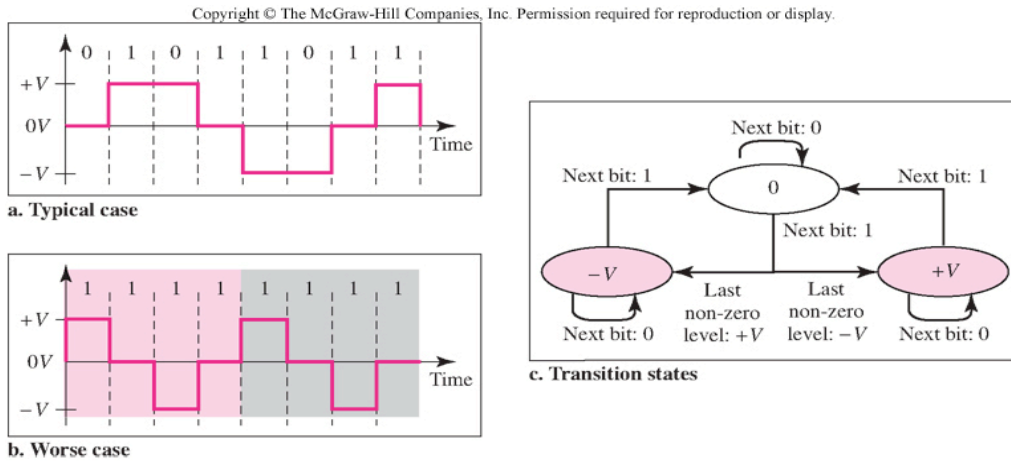 Copyright © The McGraw-Hill Companies, Inc. Permission required for reproduction or display.
0 1 0 1 1 0 1 1
+V
0V
Time
−V
a. Typical case
1 1 1 1 1 1 1 1
+V
0V
Time
−V
b. Worse case
Next bit: 0
Next bit: 1
0
Next bit: 1
Next bit: 1
−V
+V
Last
non-zero
level: +V
Last
non-zero
level: −V
Next bit: 0
Next bit: 0
c. Transition states